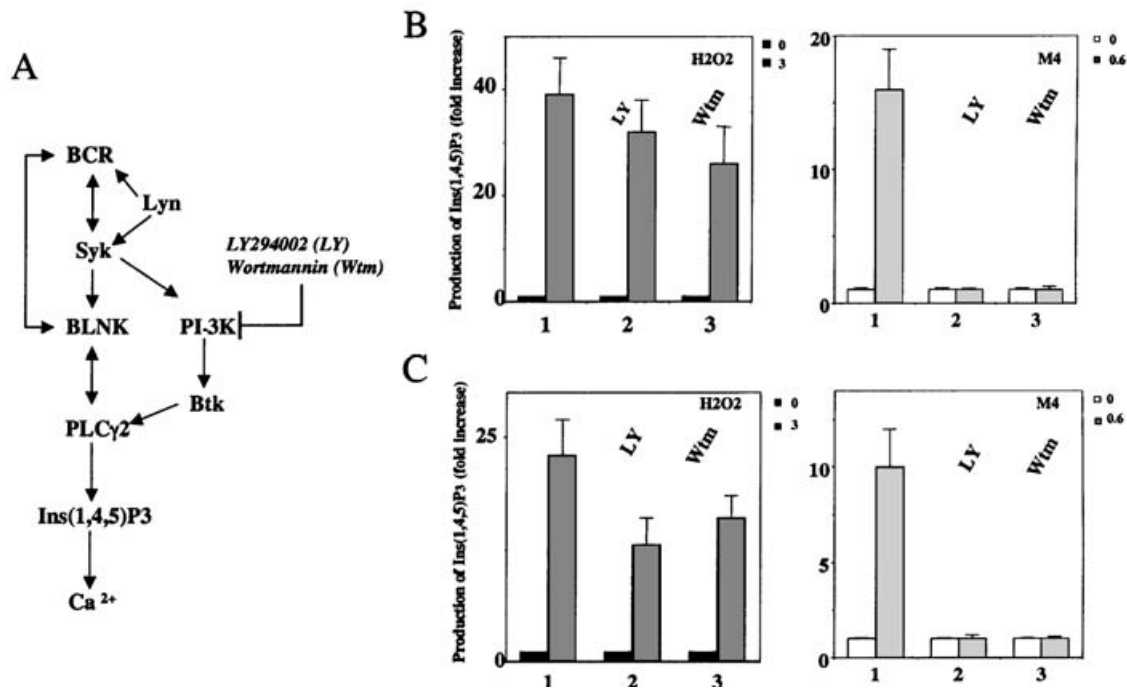 A
BCR
Lyn
Syk
LY294002 (LY)
Wortmannin (Wtm)
BLNK
PI-3K
Btk
PLCγ2
Ins(1,4,5)P3
Ca 2+
B
Production of Ins(1,4,5)P3 (fold increase)
40
20
0
H2O2
LY
Wtm
0
3
1 2 3
20
10
0
M4
LY
Wtm
0
0.6
1 2 3
C
Production of Ins(1,4,5)P3 (fold increase)
25
0
H2O2
LY
Wtm
0
3
1 2 3
10
5
0
M4
LY
Wtm
0
0.6
1 2 3